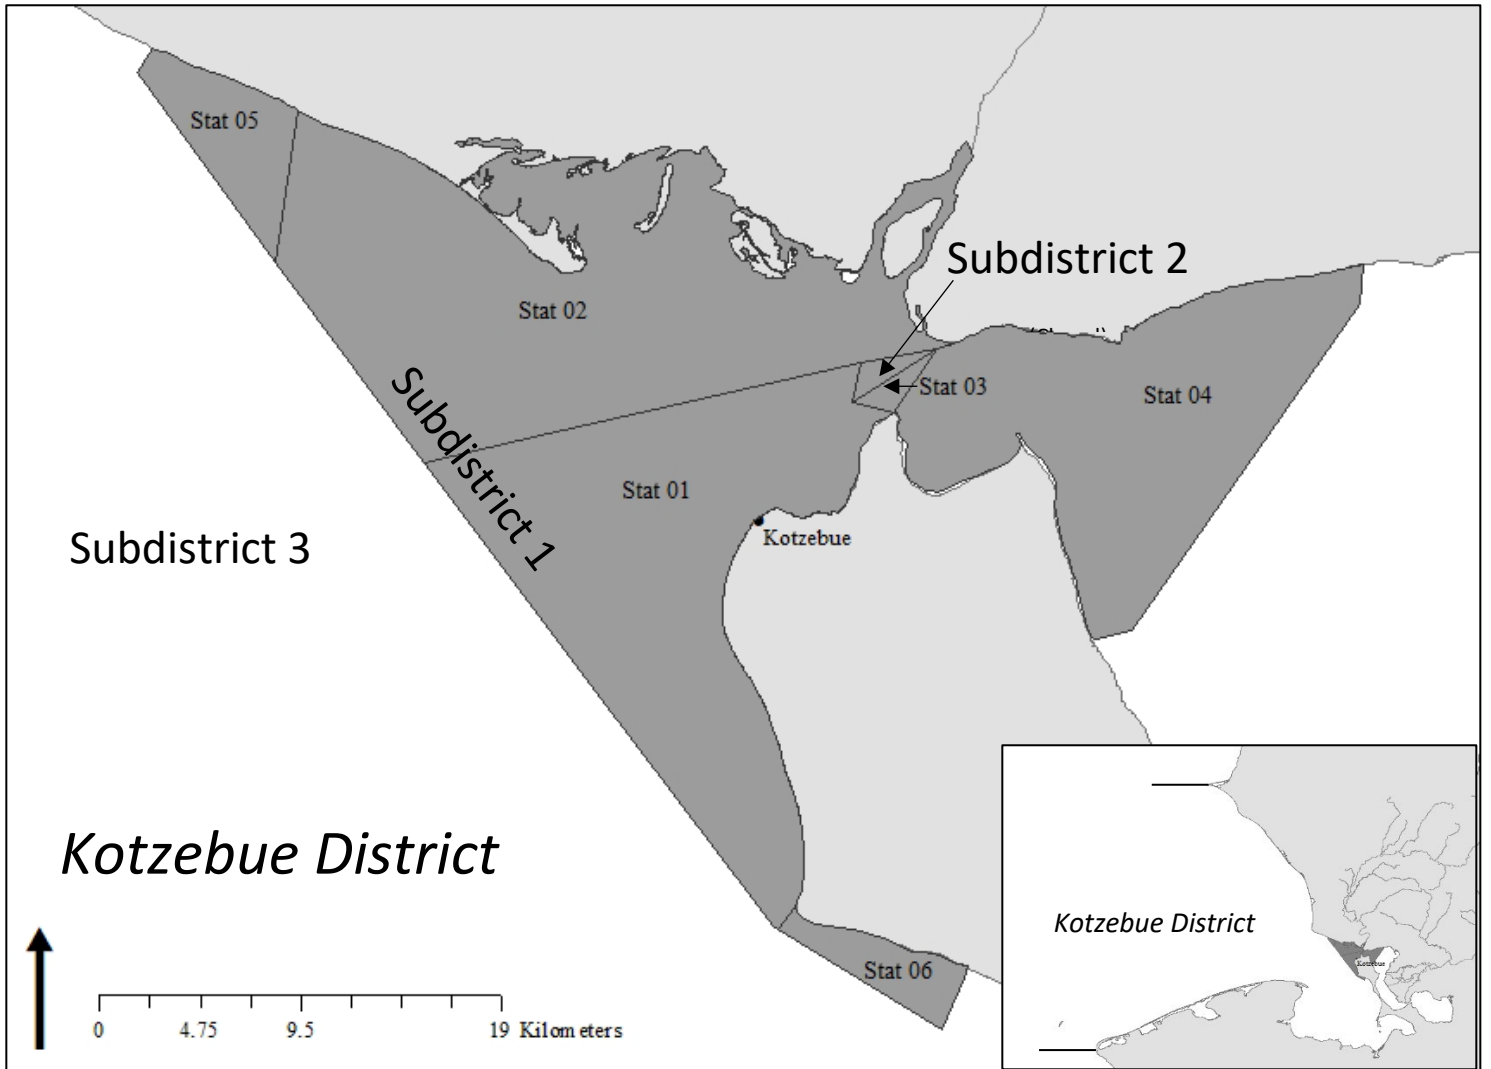 Stat 05
Subdistrict 2
Stat 02
Stat 03
Stat 04
Subdistrict 1
Stat 01
Kotzebue
Subdistrict 3
Kotzebue District
Stat 06
0 4.75 9.5 19 Kilometers
Kotzebue District
Kotzebue